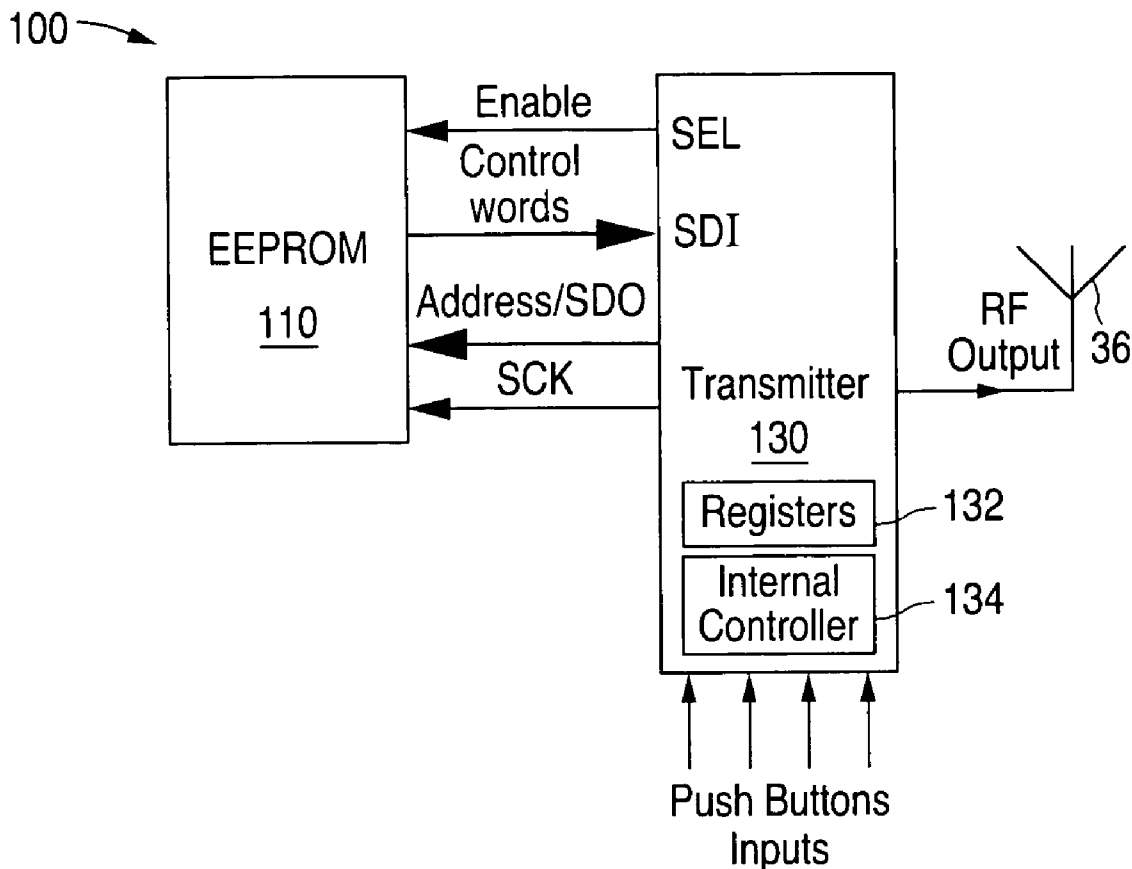 100
Enable
SEL
Control
words
SDI
EEPROM
110
Address/SDO
SCK
Transmitter
130
RF
Output
36
Registers
132
Internal
Controller
134
Push Buttons
Inputs